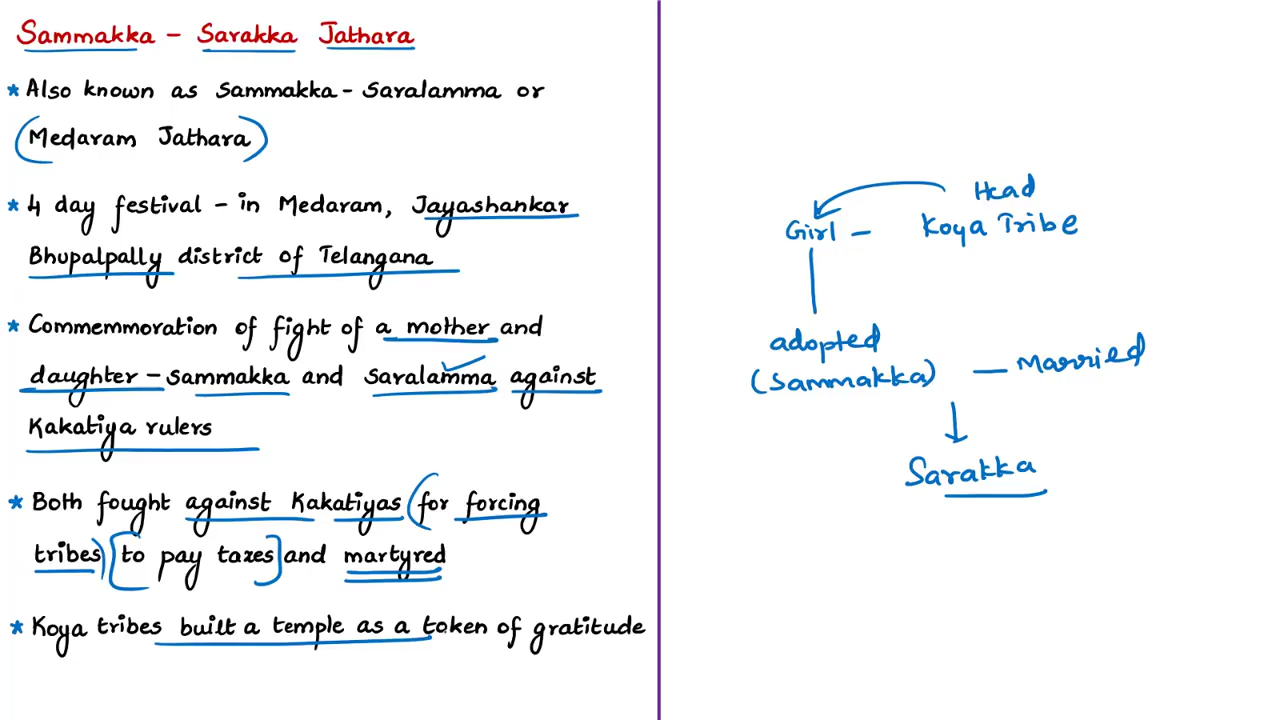 Sammakka - Sarakka Jathara
* Also known as Sammakka - Saralamma or
(Medaram Jathara)
* 4 day festival - in Medaram, Jayashankar
Bhupalpally district of Telangana
* Commemmoration of fight of a mother and
daughter - Sammakka and Saralamma against
Kakatiya rulers
* Both fought against Kakatiyas (for forcing
tribes) [to pay taxes] and martyred
* Koya tribes built a temple as a token of gratitude
Head
Girl - Koya Tribe
adopted
(Sammakka) - Married
Sarakka